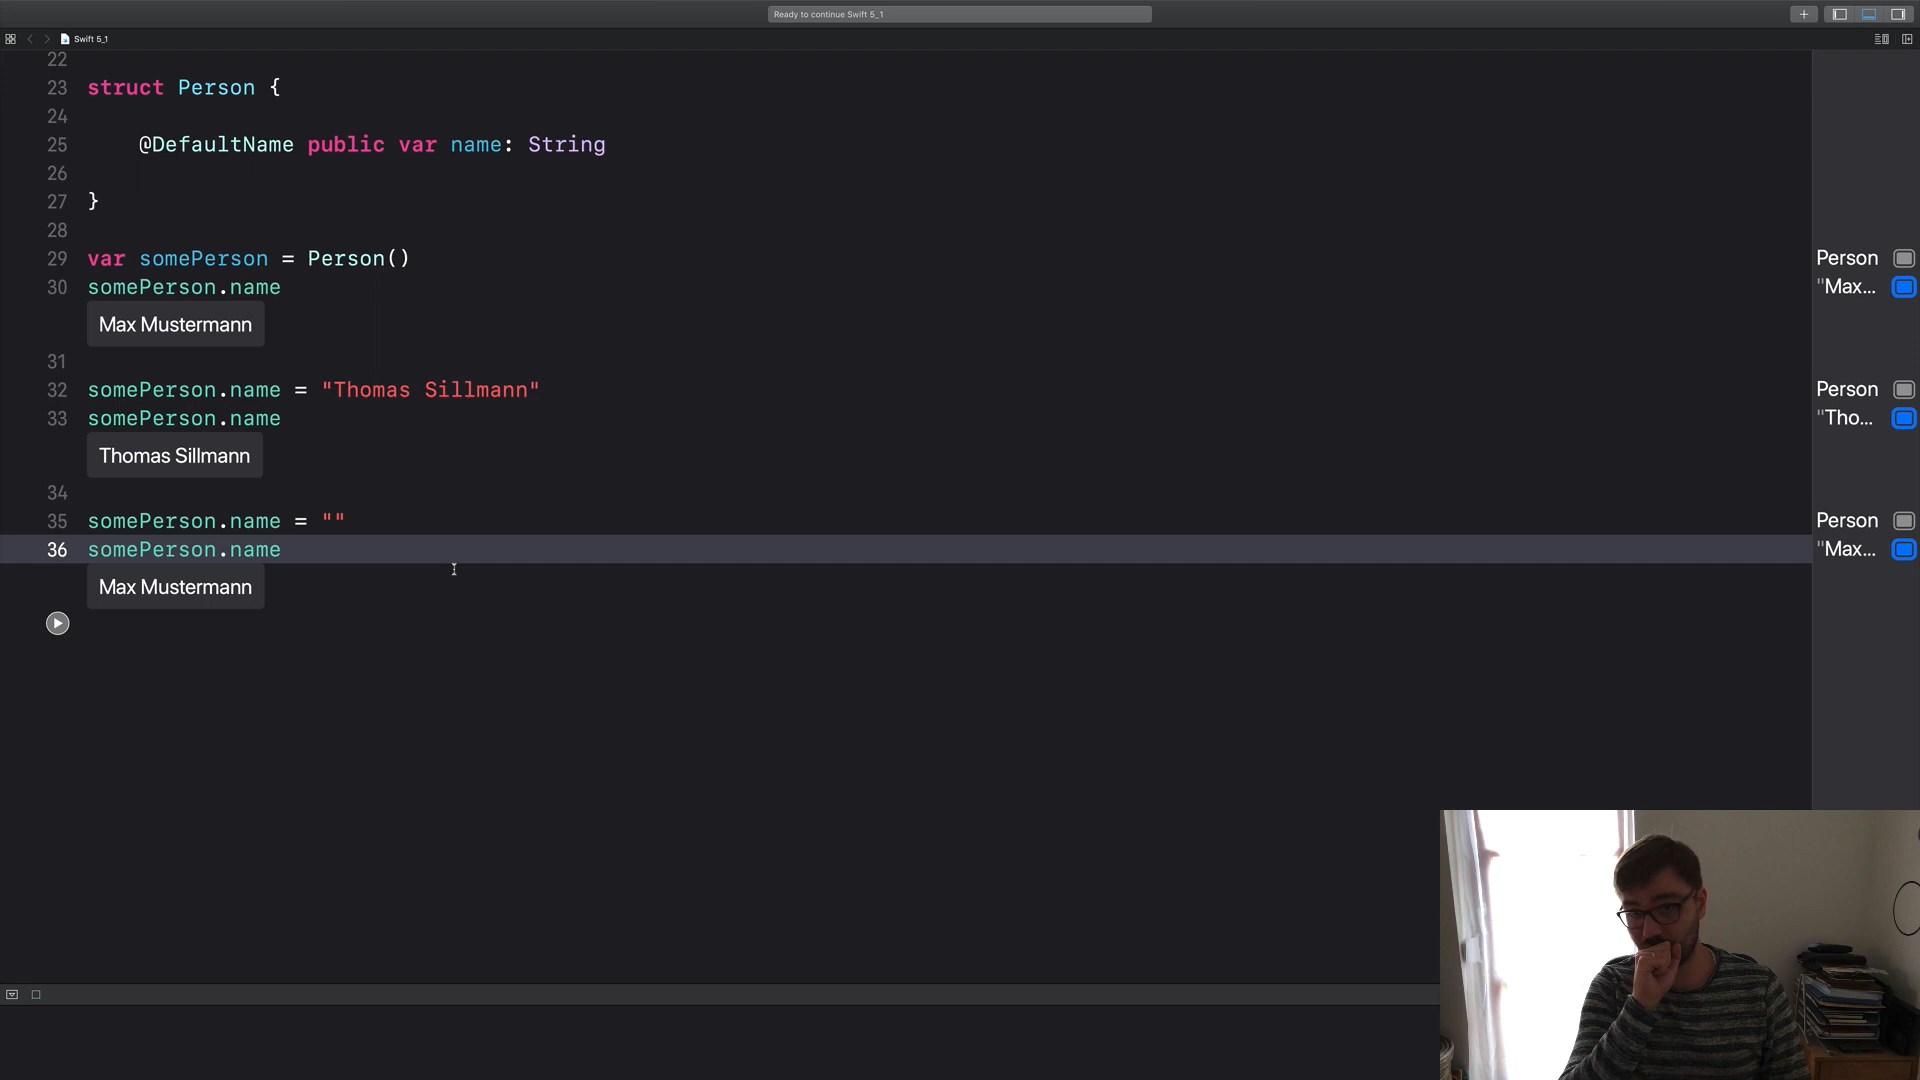 Ready to continue Swift 5_1
Swift 5_1
22
23 struct Person {
24
25 @DefaultName public var name: String
26
27 }
28
29 var somePerson = Person()
Person
30 somePerson.name
"Max...
Max Mustermann
31
32 somePerson.name = "Thomas Sillmann"
Person
33 somePerson.name
"Tho...
Thomas Sillmann
34
35 somePerson.name = ""
Person
36 somePerson.name
"Max...
Max Mustermann